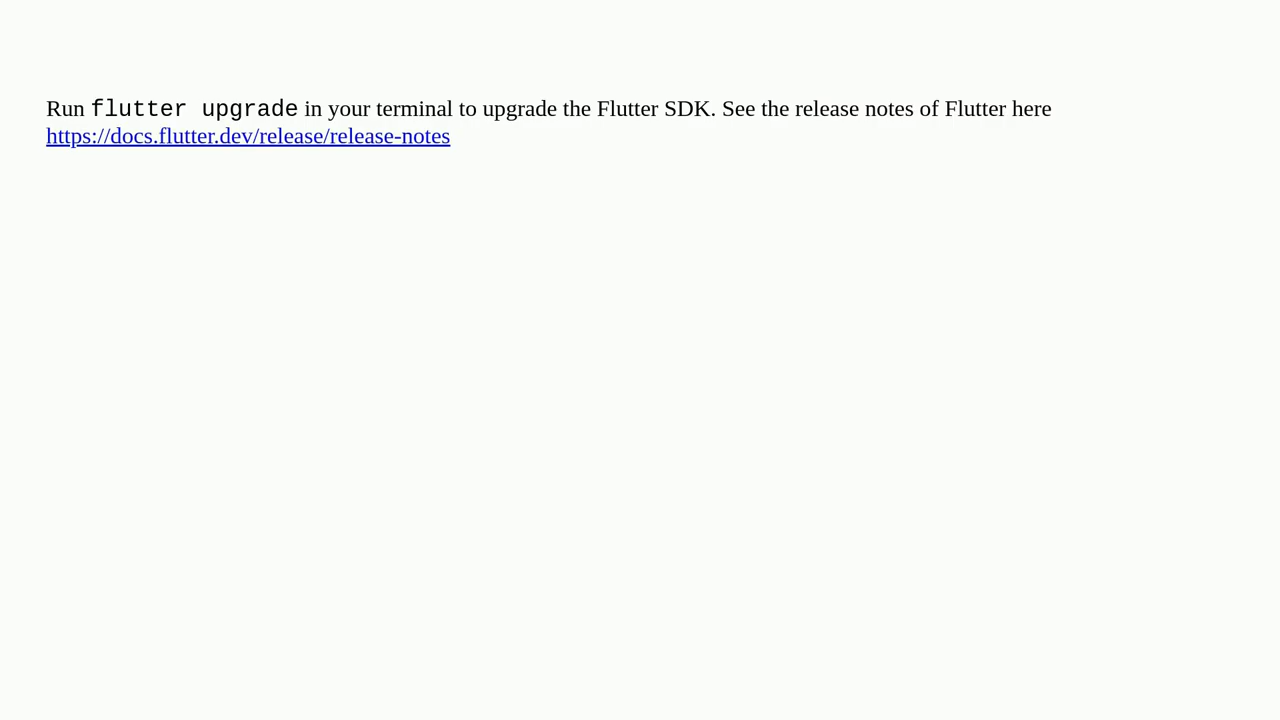 Run flutter upgrade in your terminal to upgrade the Flutter SDK. See the release notes of Flutter here
https://docs.flutter.dev/release/release-notes